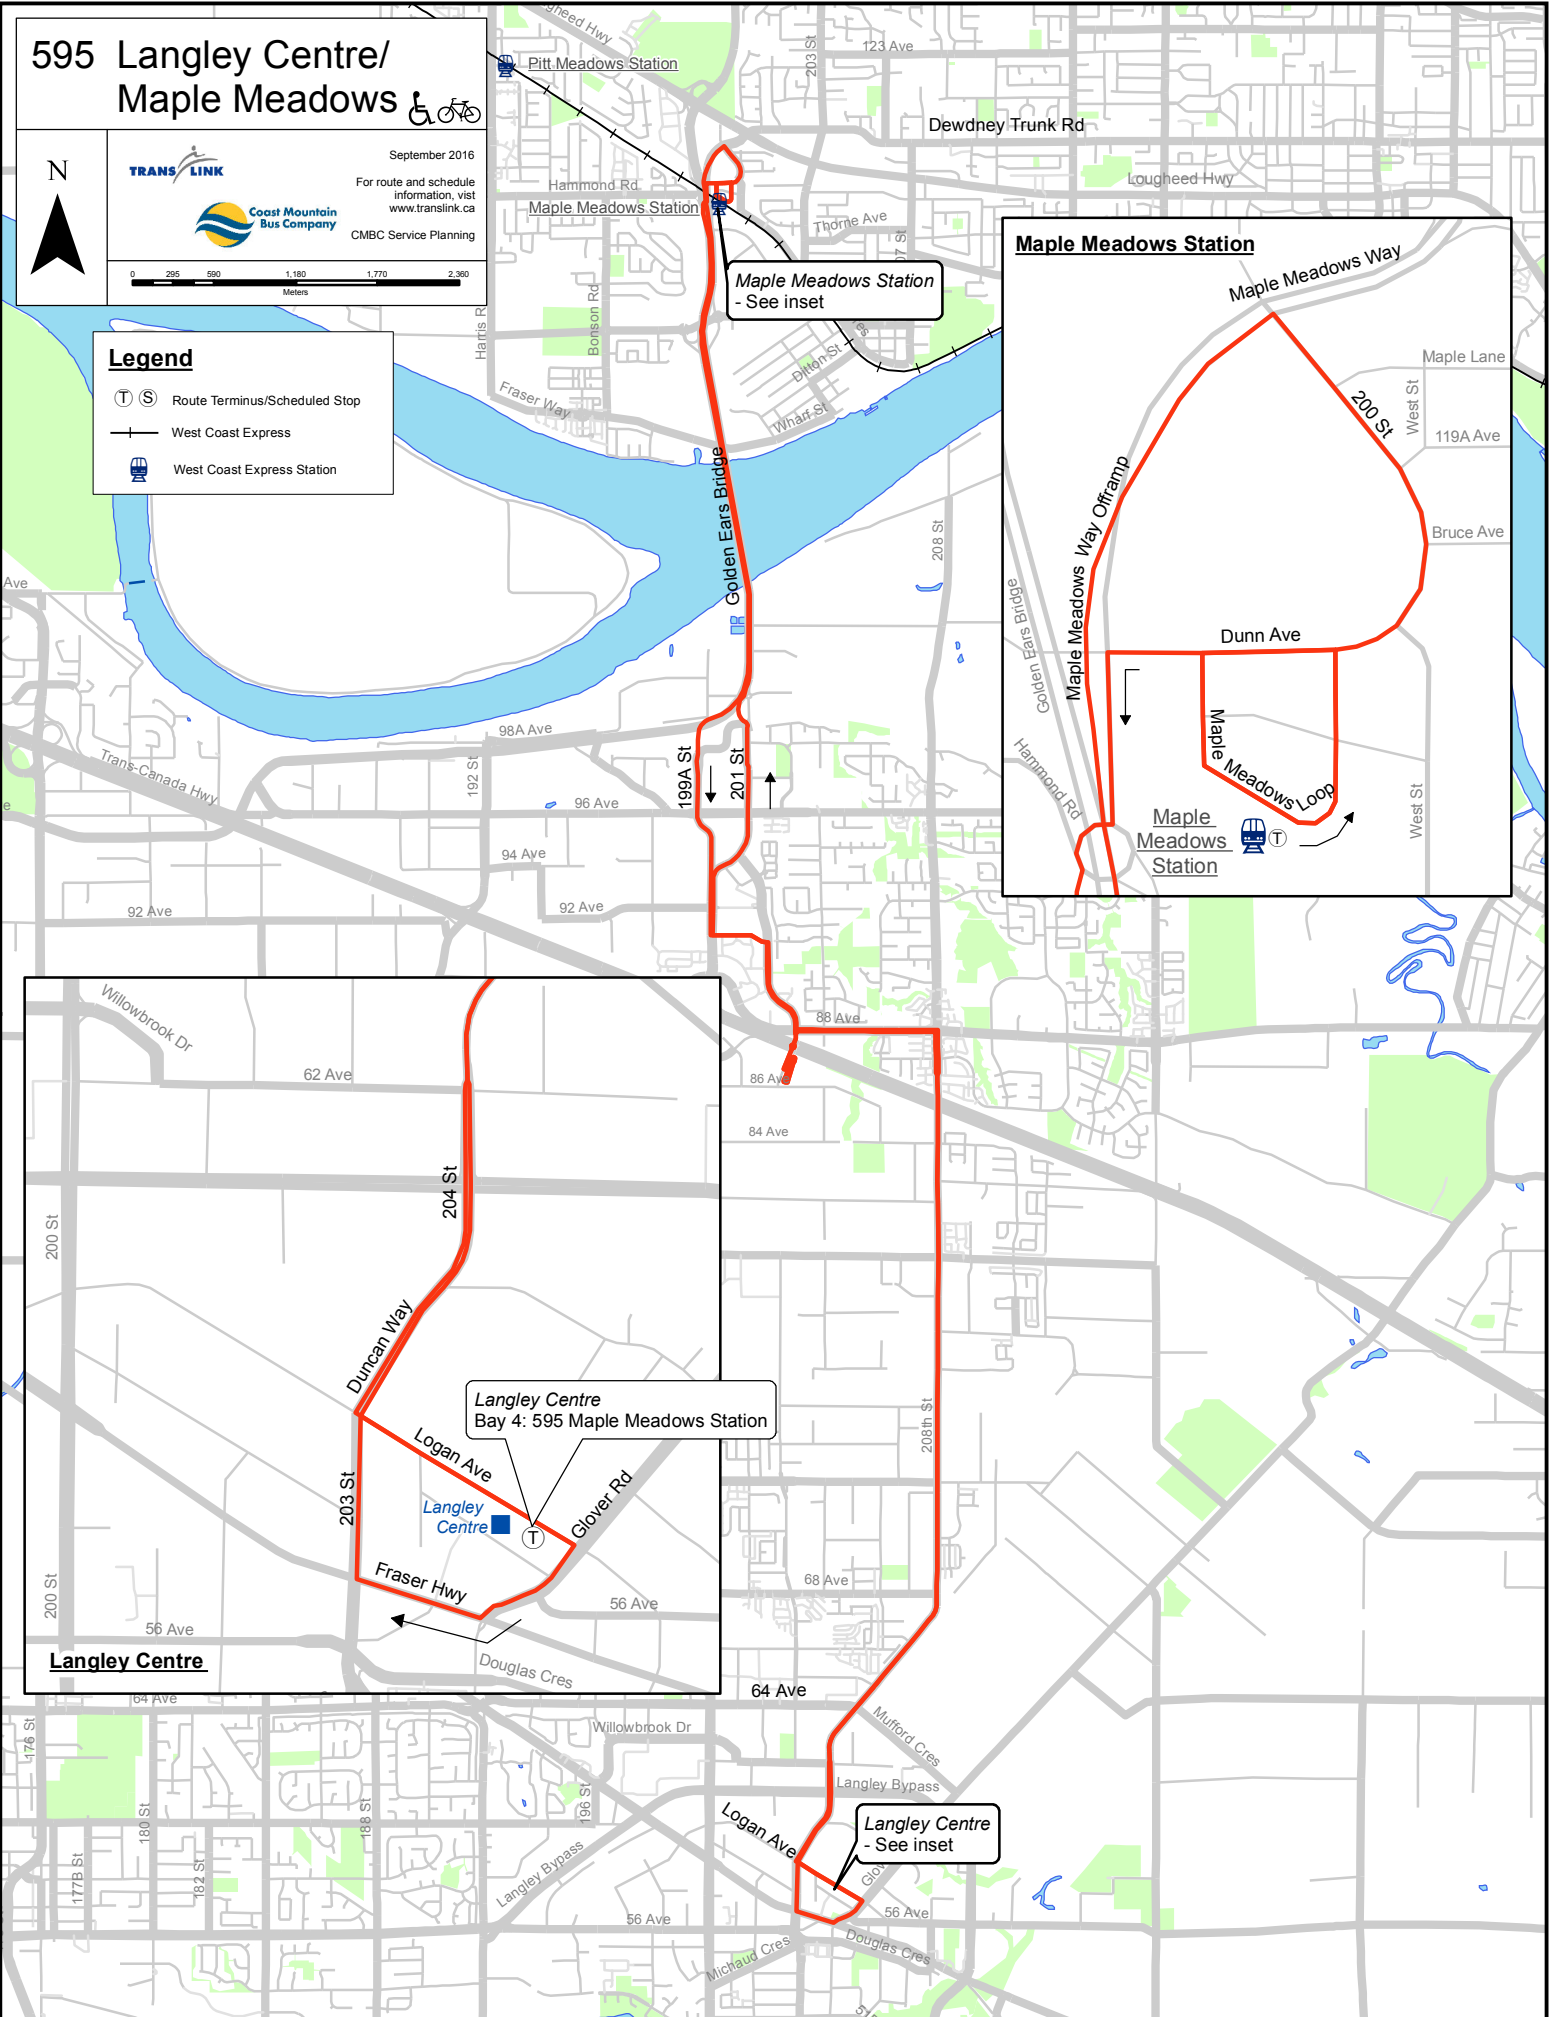 595 Langley Centre/
Maple Meadows
N
TRANS LINK
Coast Mountain
Bus Company
September 2016
For route and schedule
information, vist
www.translink.ca
CMBC Service Planning
0 295 590 1,180 1,770 2,360
Meters
Legend
T S Route Terminus/Scheduled Stop
West Coast Express
West Coast Express Station
Lougheed Hwy
Pitt Meadows Station
203 St
123 Ave
Dewdney Trunk Rd
Hammond Rd
Maple Meadows Station
Lougheed Hwy
Thorne Ave
Maple Meadows Station
- See inset
Bonson Rd
Ditton St
Fraser Way
Wharf St
Golden Ears Bridge
208 St
Ave
Maple Meadows Station
Maple Meadows Way
Maple Lane
200 St
West St
119A Ave
Bruce Ave
Maple Meadows Way Offramp
Golden Ears Bridge
Dunn Ave
Hammond Rd
Maple Meadows Loop
West St
Maple
Meadows
Station
T
98A Ave
Trans-Canada Hwy
192 St
199A St
201 St
96 Ave
94 Ave
92 Ave
92 Ave
88 Ave
86 Ave
84 Ave
208th St
68 Ave
Willowbrook Dr
62 Ave
204 St
200 St
Duncan Way
Langley Centre
Bay 4: 595 Maple Meadows Station
Logan Ave
203 St
Langley
Centre
T
Glover Rd
Fraser Hwy
200 St
56 Ave
56 Ave
Langley Centre
Douglas Cres
64 Ave
64 Ave
176 St
Willowbrook Dr
Mufford Cres
Langley Bypass
196 St
180 St
188 St
Logan Ave
Langley Centre
- See inset
177B St
182 St
Langley Bypass
56 Ave
56 Ave
Michaud Cres
Douglas Cres